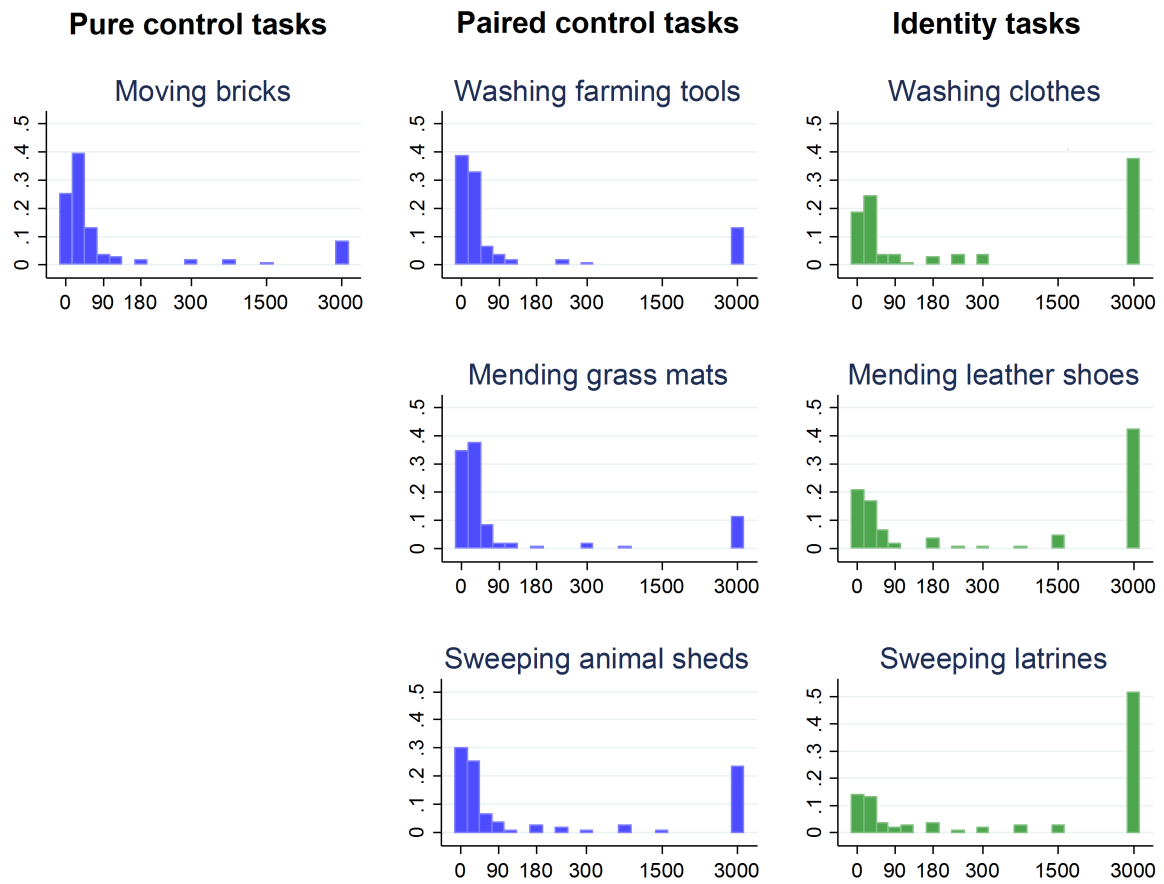 Pure control tasks
Paired control tasks
Identity tasks
Moving bricks
.5
.4
.3
.2
.1
0
0 90 180 300 1500 3000
Washing farming tools
.5
.4
.3
.2
.1
0
0 90 180 300 1500 3000
Washing clothes
.5
.4
.3
.2
.1
0
0 90 180 300 1500 3000
Mending grass mats
.5
.4
.3
.2
.1
0
0 90 180 300 1500 3000
Mending leather shoes
.5
.4
.3
.2
.1
0
0 90 180 300 1500 3000
Sweeping animal sheds
.5
.4
.3
.2
.1
0
0 90 180 300 1500 3000
Sweeping latrines
.5
.4
.3
.2
.1
0
0 90 180 300 1500 3000